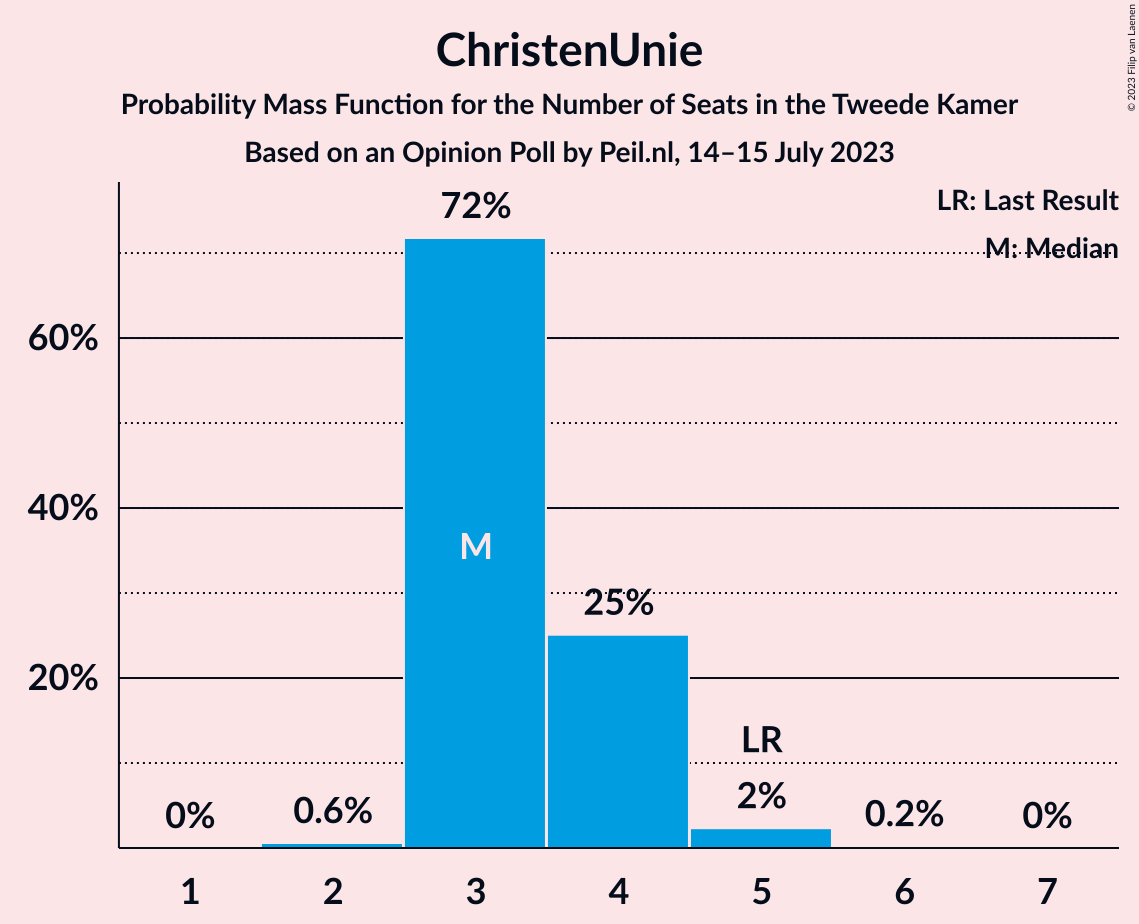 ChristenUnie
Probability Mass Function for the Number of Seats in the Tweede Kamer
Based on an Opinion Poll by Peil.nl, 14–15 July 2023
© 2023 Filip van Laenen
LR: Last Result
M: Median
72%
60%
40%
M
25%
20%
LR
0%
0.6%
2%
0.2%
0%
1
2
3
4
5
6
7